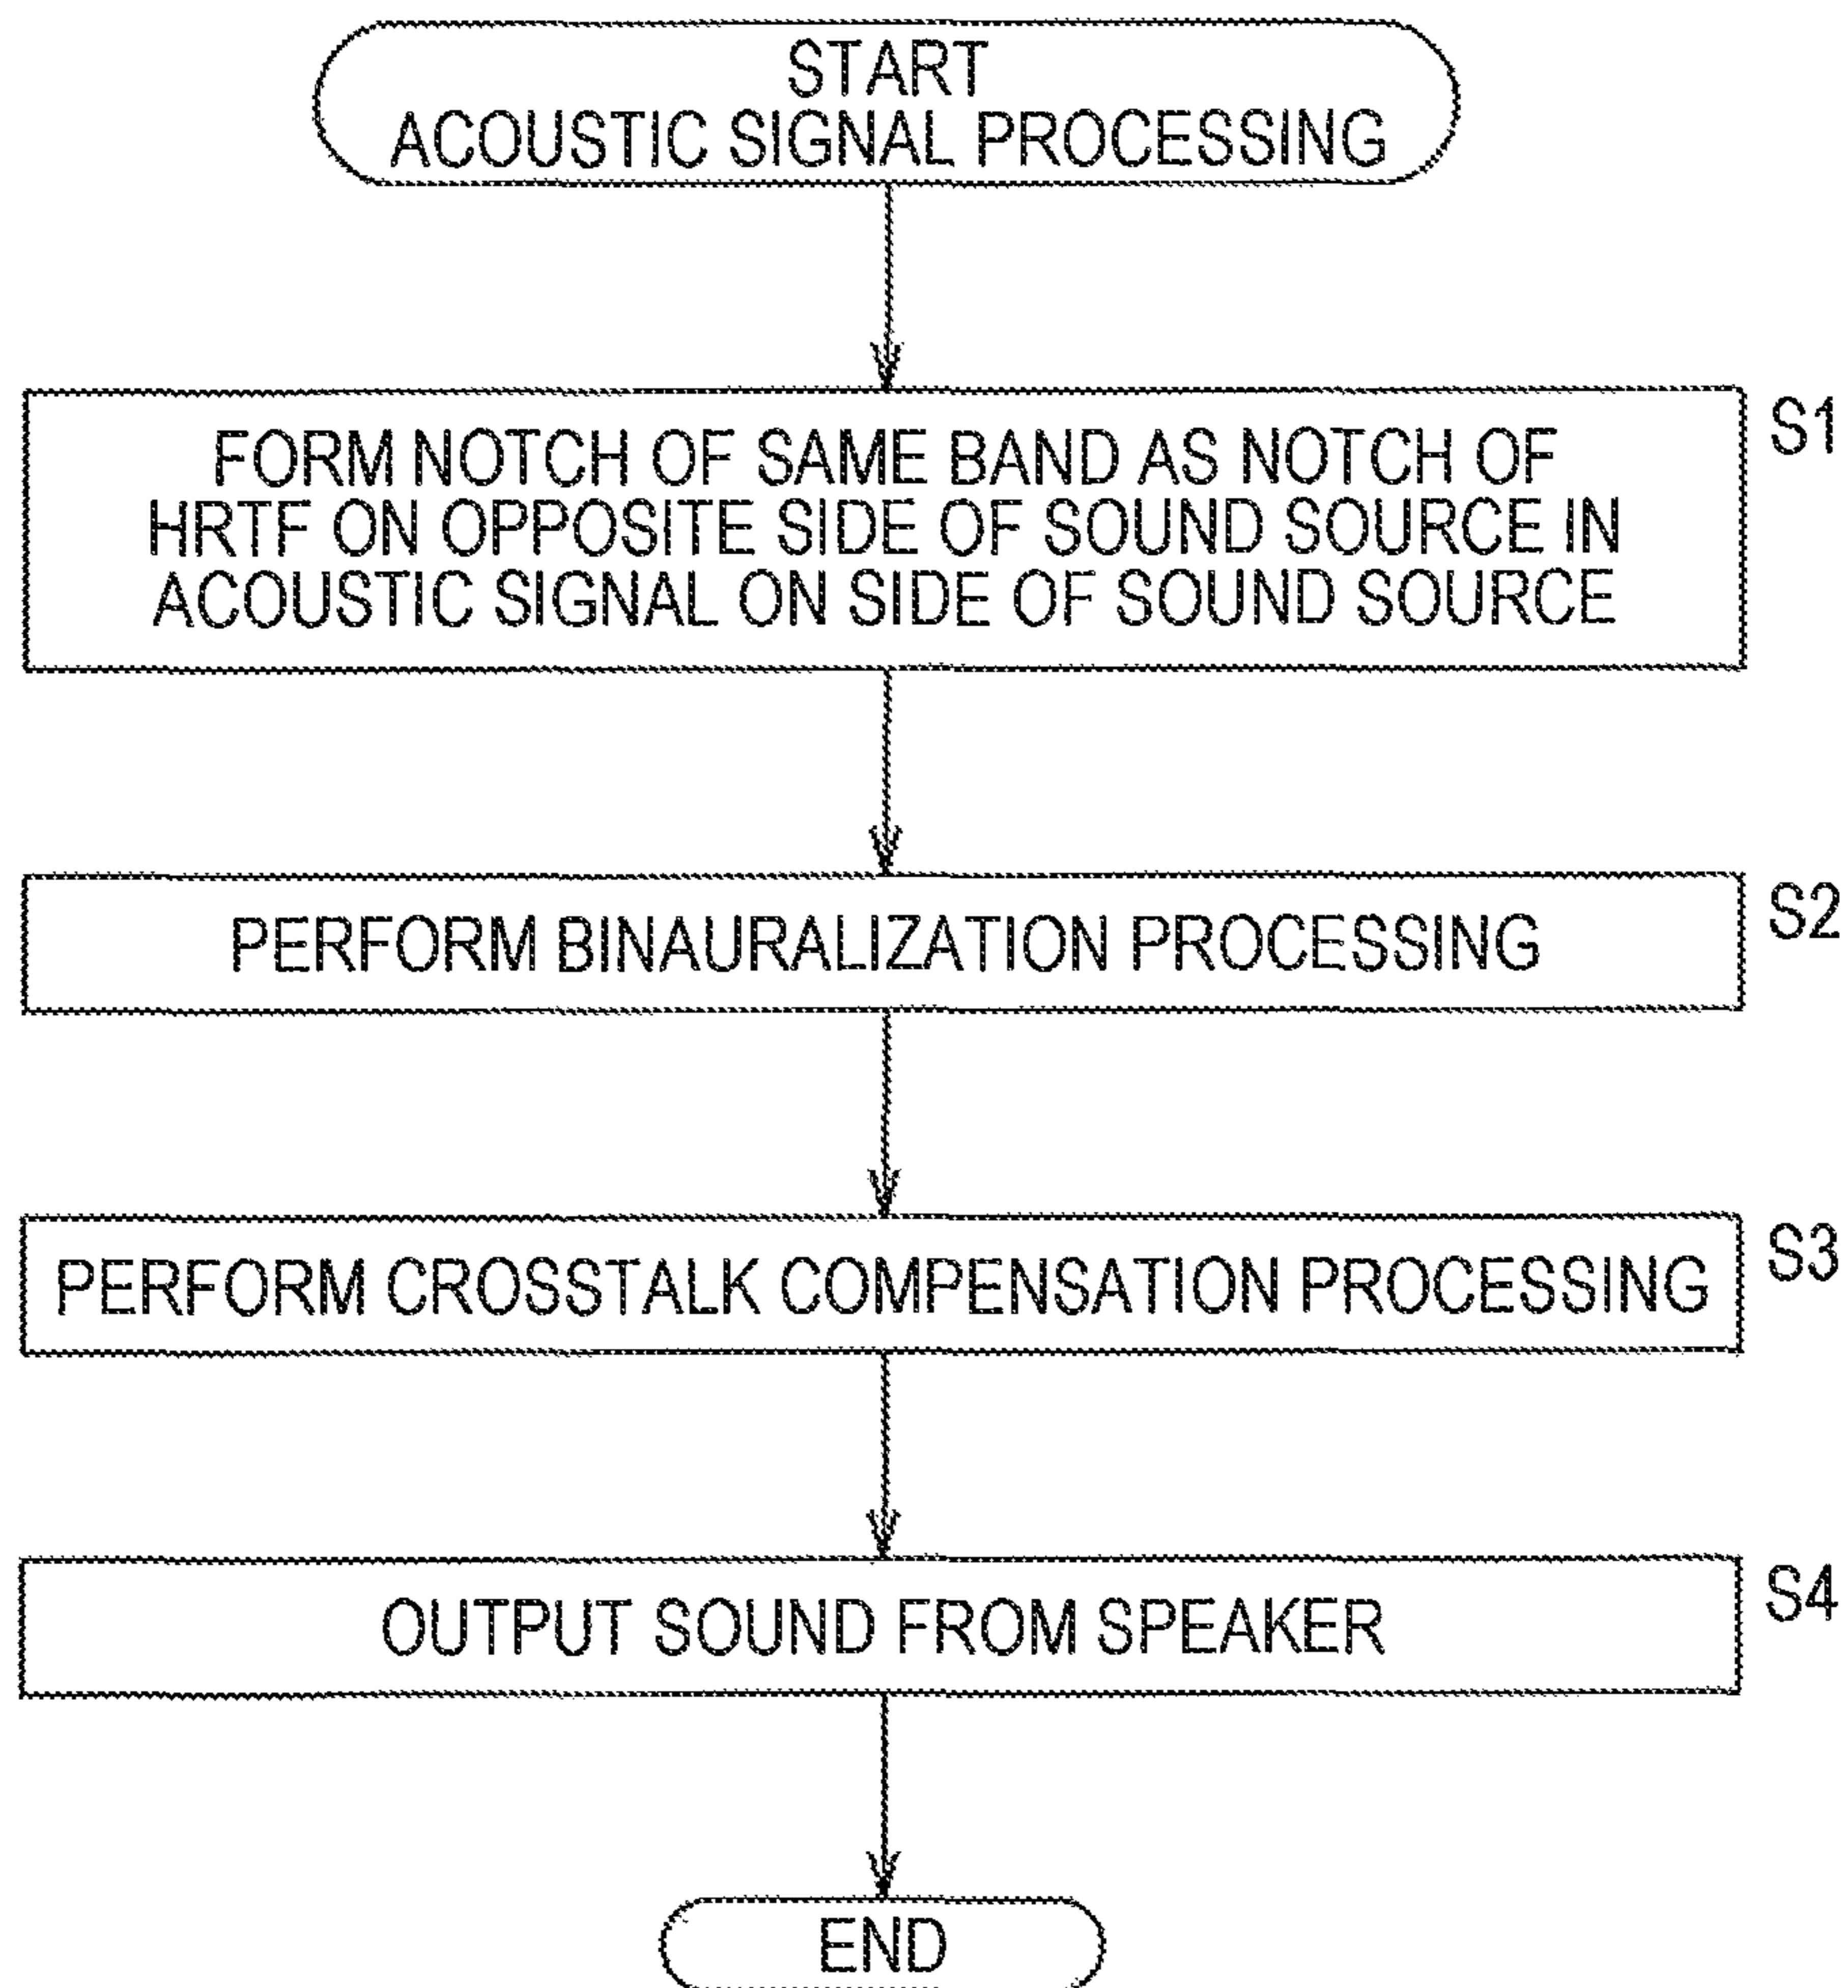 START
ACOUSTIC SIGNAL PROCESSING
S1
FORM NOTCH OF SAME BAND AS NOTCH OF
HRTF ON OPPOSITE SIDE OF SOUND SOURCE IN
ACOUSTIC SIGNAL ON SIDE OF SOUND SOURCE
S2
PERFORM BINAURALIZATION PROCESSING
S3
PERFORM CROSSTALK COMPENSATION PROCESSING
S4
OUTPUT SOUND FROM SPEAKER
END